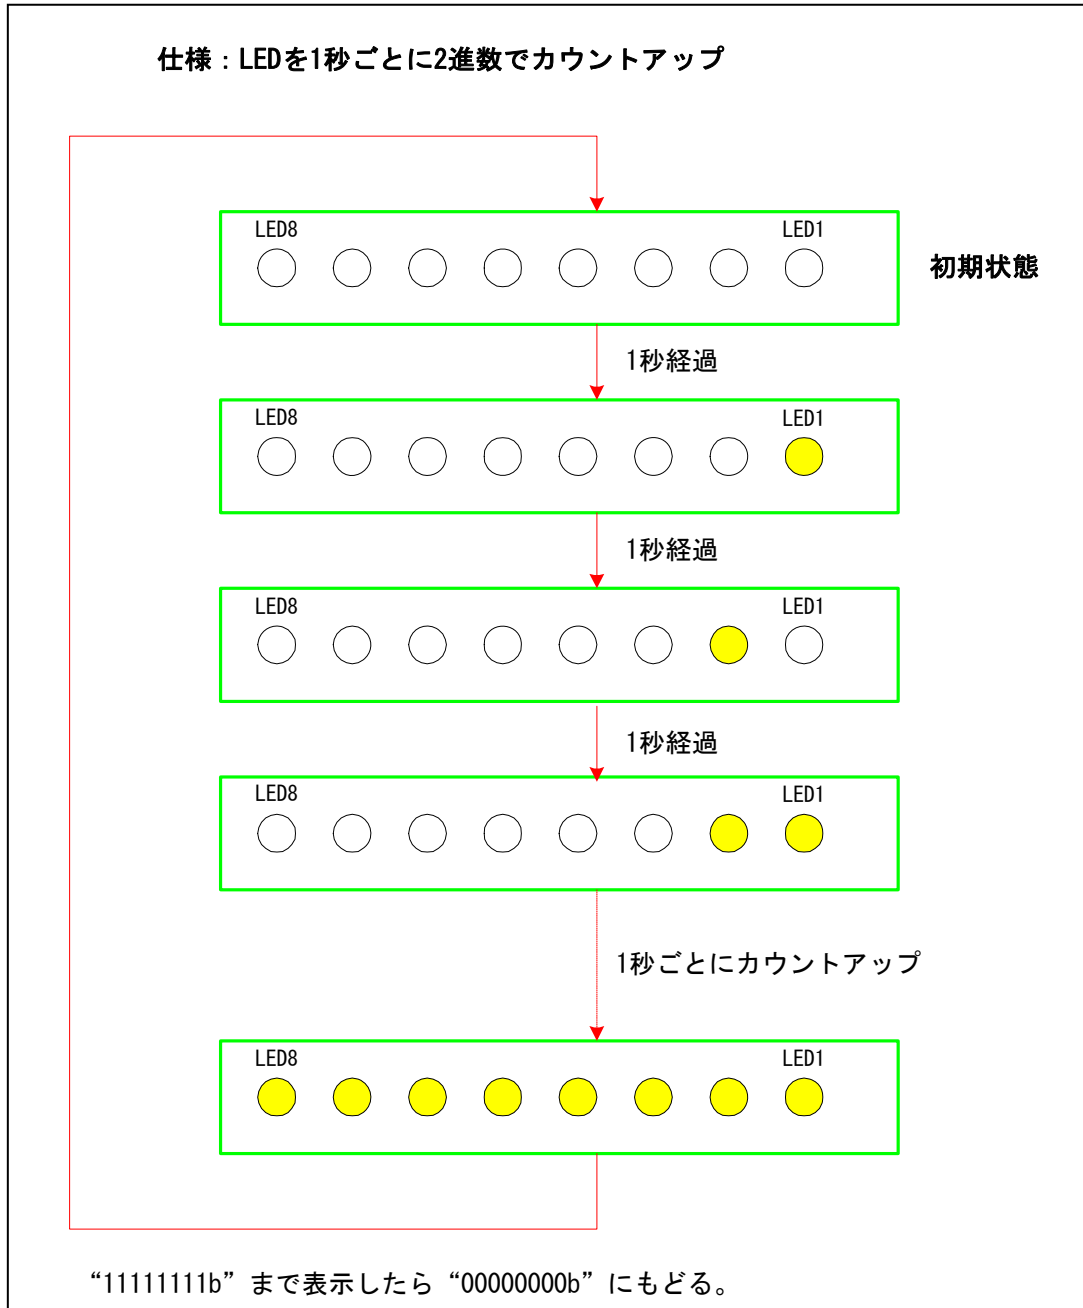 仕様：LEDを1秒ごとに2進数でカウントアップ
LED8 LED1
初期状態
1秒経過
LED8 LED1
1秒経過
LED8 LED1
1秒経過
LED8 LED1
1秒ごとにカウントアップ
LED8 LED1
“11111111b”まで表示したら“00000000b”にもどる。